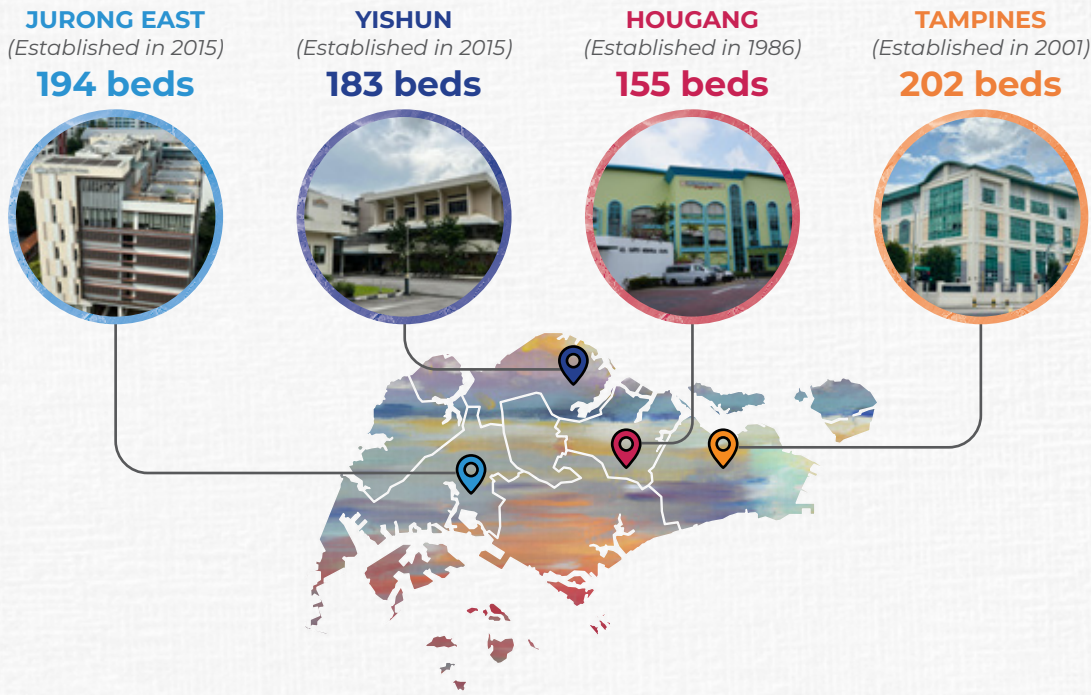 JURONG EAST
(Established in 2015)
194 beds
YISHUN
(Established in 2015)
183 beds
HOUGANG
(Established in 1986)
155 beds
TAMPINES
(Established in 2001)
202 beds